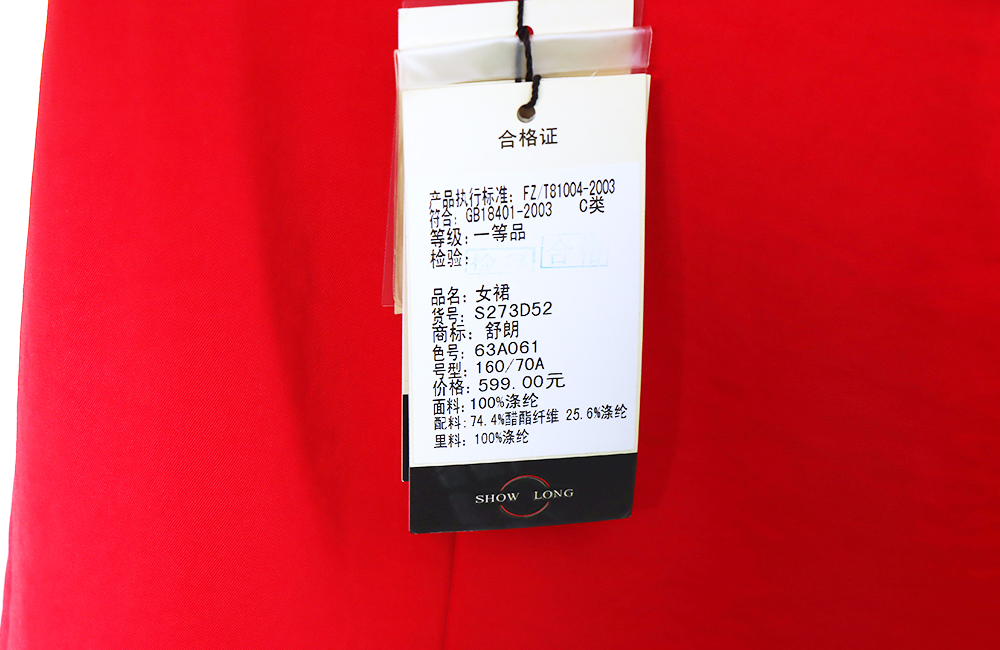 合格证
产品执行标准: FZ/T81004-2003
符合: GB18401-2003 C类
等级: 一等品
检验:
品名: 女裙
货号: S273D52
商标: 舒朗
色号: 63A061
号型: 160/70A
价格: 599.00元
面料: 100%涤纶
配料: 74.4%醋酯纤维 25.6%涤纶
里料: 100%涤纶
SHOW LONG